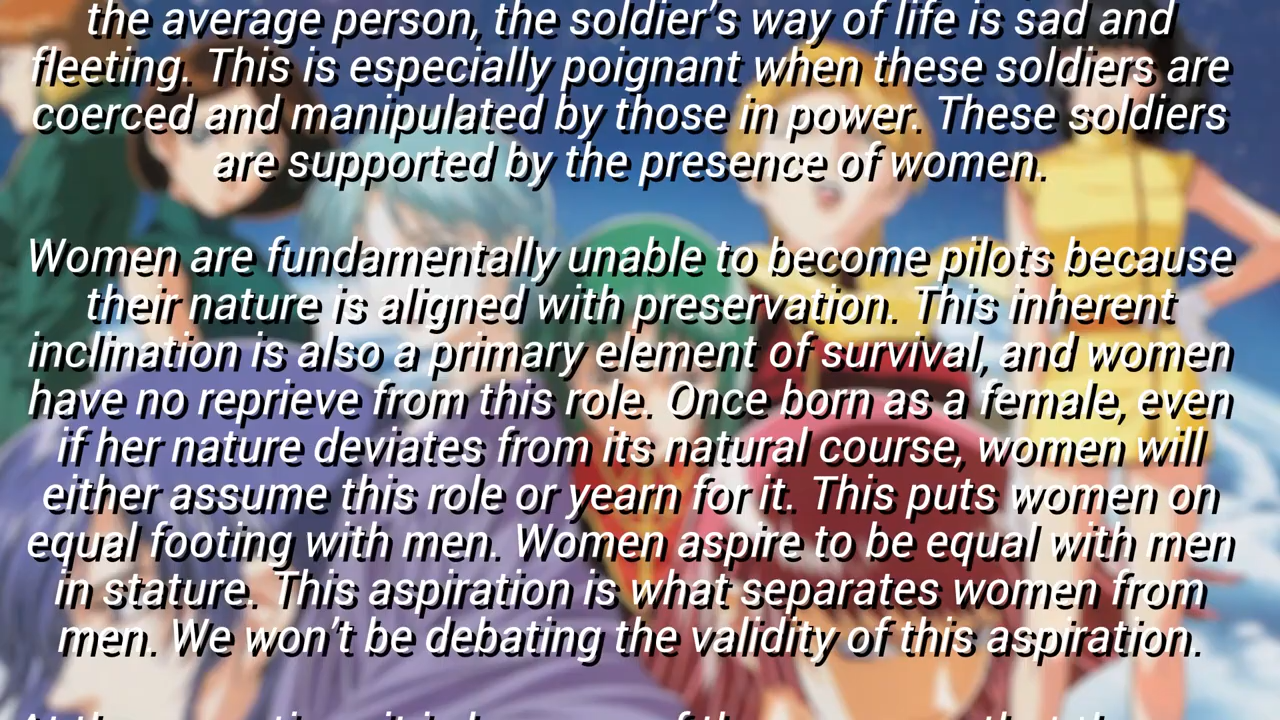 the average person, the soldier's way of life is sad and
fleeting. This is especially poignant when these soldiers are
coerced and manipulated by those in power. These soldiers
are supported by the presence of women.
Women are fundamentally unable to become pilots because
their nature is aligned with preservation. This inherent
inclination is also a primary element of survival, and women
have no reprieve from this role. Once born as a female, even
if her nature deviates from its natural course, women will
either assume this role or yearn for it. This puts women on
equal footing with men. Women aspire to be equal with men
in stature. This aspiration is what separates women from
men. We won't be debating the validity of this aspiration.